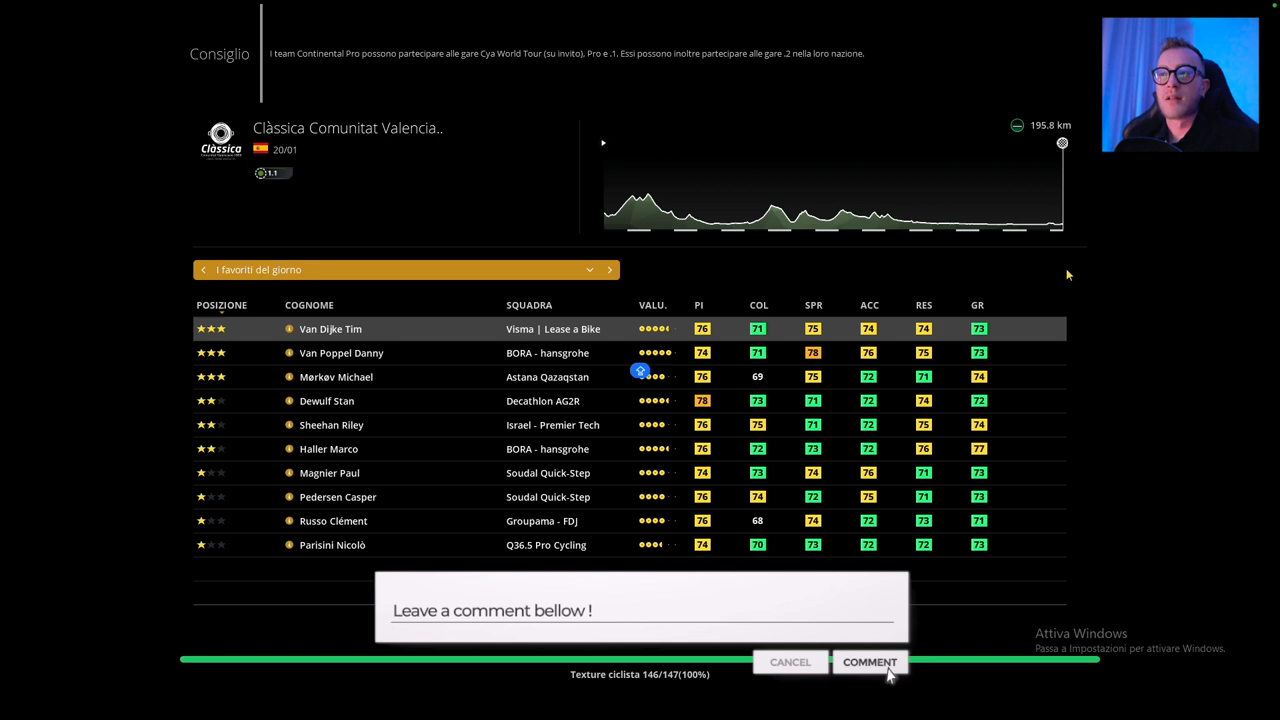 Consiglio
I team Continental Pro possono partecipare alle gare Cya World Tour (su invito), Pro e .1. Essi possono inoltre partecipare alle gare .2 nella loro nazione.
Clàssica
Clàssica Comunitat Valencia..
20/01
1.1
195.8 km
I favoriti del giorno
POSIZIONE COGNOME SQUADRA VALU. PI COL SPR ACC RES GR
Van Dijke Tim Visma | Lease a Bike 76 71 75 74 74 73
Van Poppel Danny BORA - hansgrohe 74 71 78 76 75 73
Mørkøv Michael Astana Qazaqstan 76 69 75 72 71 74
Dewulf Stan Decathlon AG2R 78 73 71 72 74 72
Sheehan Riley Israel - Premier Tech 76 75 71 72 75 74
Haller Marco BORA - hansgrohe 76 72 73 72 76 77
Magnier Paul Soudal Quick-Step 74 73 74 76 71 73
Pedersen Casper Soudal Quick-Step 76 74 72 75 71 73
Russo Clément Groupama - FDJ 76 68 74 72 73 71
Parisini Nicolò Q36.5 Pro Cycling 74 70 73 72 72 73
Leave a comment bellow !
CANCEL COMMENT
Texture ciclista 146/147(100%)
Attiva Windows
Passa a Impostazioni per attivare Windows.